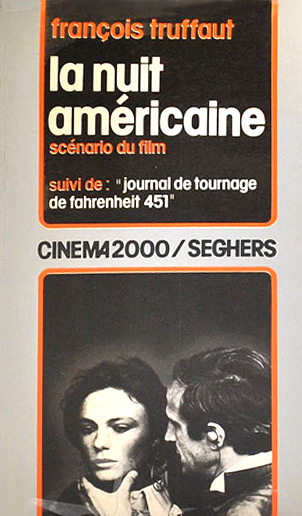 françois truffaut
la nuit
américaine
scénario du film
suivi de : "journal de tournage
de fahrenheit 451"
CINEMA2000/SEGHERS